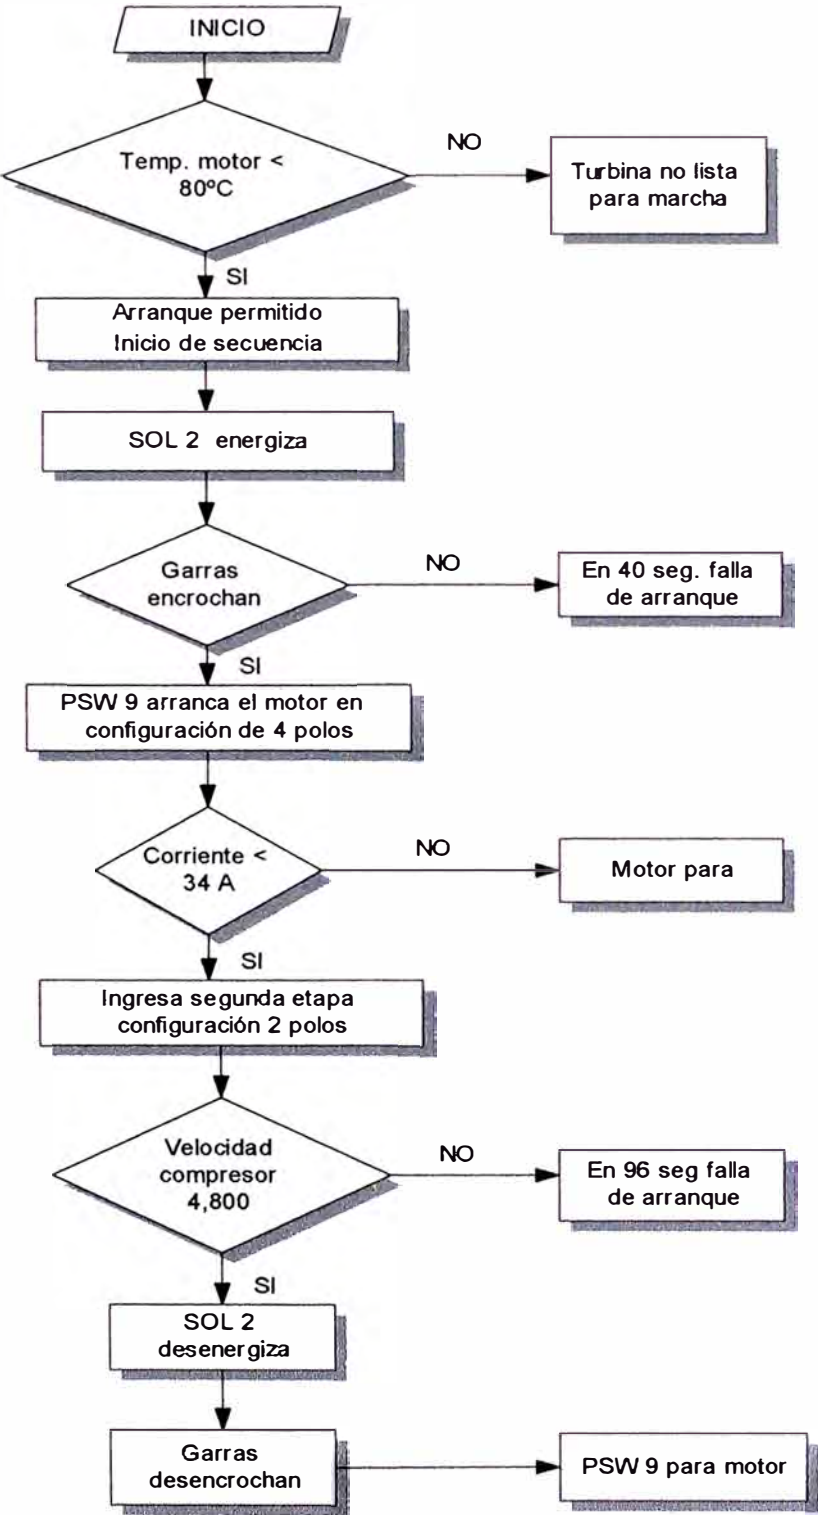 INICIO
Temp. motor <
80ºC
NO
Turbina no lista
para marcha
SI
Arranque permitido
Inicio de secuencia
SOL 2 energiza
Garras
encrochan
NO
En 40 seg. falla
de arranque
SI
PSW 9 arranca el motor en
configuración de 4 polos
Corriente <
34 A
NO
Motor para
SI
Ingresa segunda etapa
configuración 2 polos
Velocidad
compresor
4,800
NO
En 96 seg falla
de arranque
SI
SOL 2
desenergiza
Garras
desencrochan
PSW 9 para motor